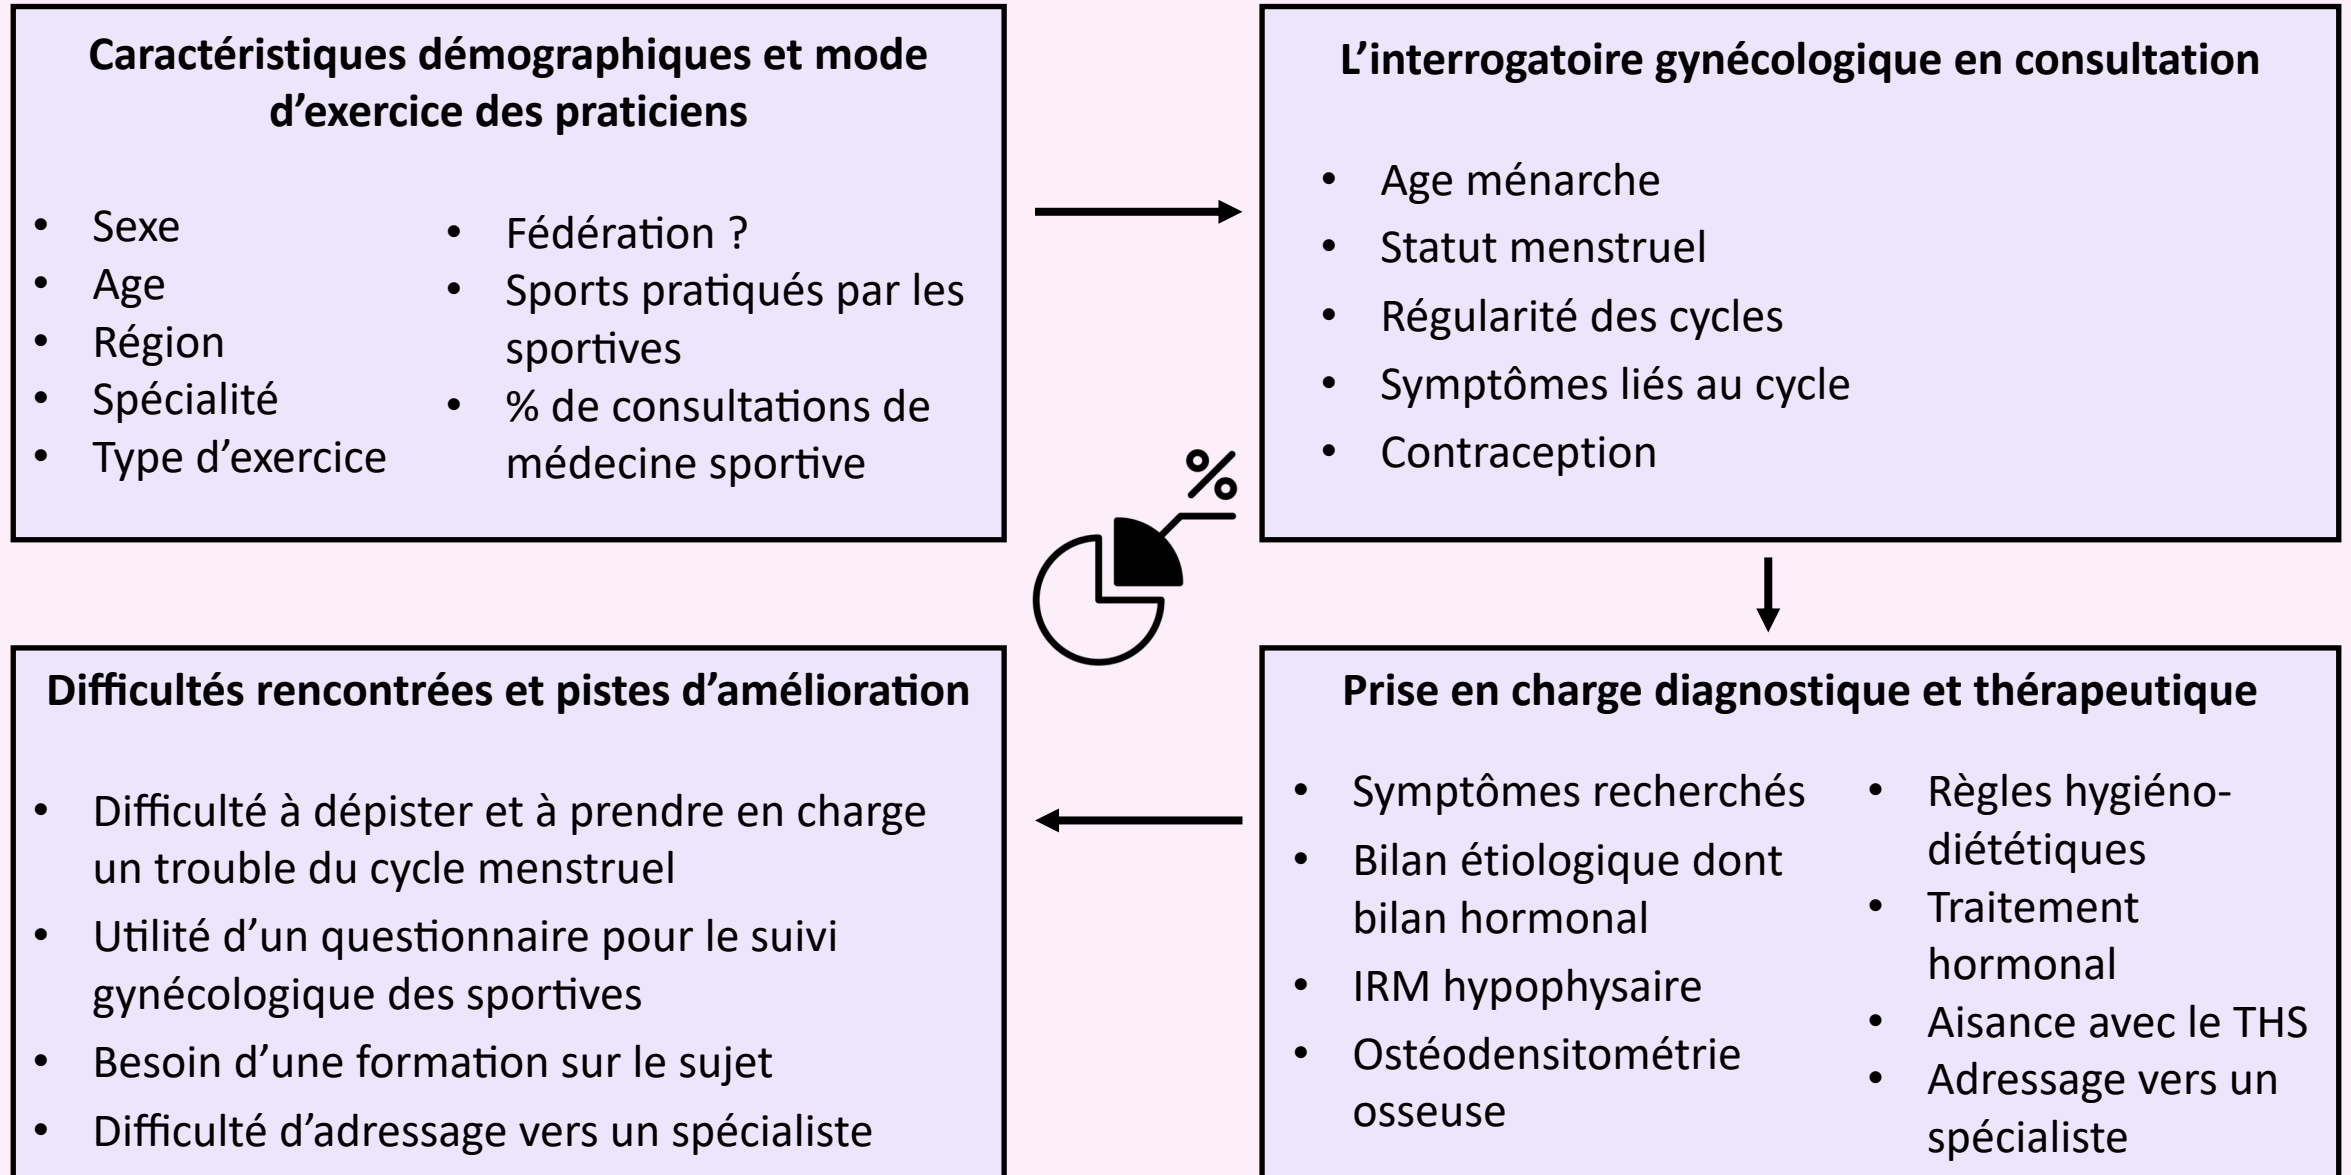 Caractéristiques démographiques et mode
d’exercice des praticiens
• Sexe
• Age
• Région
• Spécialité
• Type d’exercice
• Fédération ?
• Sports pratiqués par les
sportives
• % de consultations de
médecine sportive
L’interrogatoire gynécologique en consultation
• Age ménarche
• Statut menstruel
• Régularité des cycles
• Symptômes liés au cycle
• Contraception
%
Prise en charge diagnostique et thérapeutique
• Symptômes recherchés
• Bilan étiologique dont
bilan hormonal
• IRM hypophysaire
• Ostéodensitométrie
osseuse
• Règles hygiéno-
diététiques
• Traitement
hormonal
• Aisance avec le THS
• Adressage vers un
spécialiste
Difficultés rencontrées et pistes d’amélioration
• Difficulté à dépister et à prendre en charge
un trouble du cycle menstruel
• Utilité d’un questionnaire pour le suivi
gynécologique des sportives
• Besoin d’une formation sur le sujet
• Difficulté d’adressage vers un spécialiste